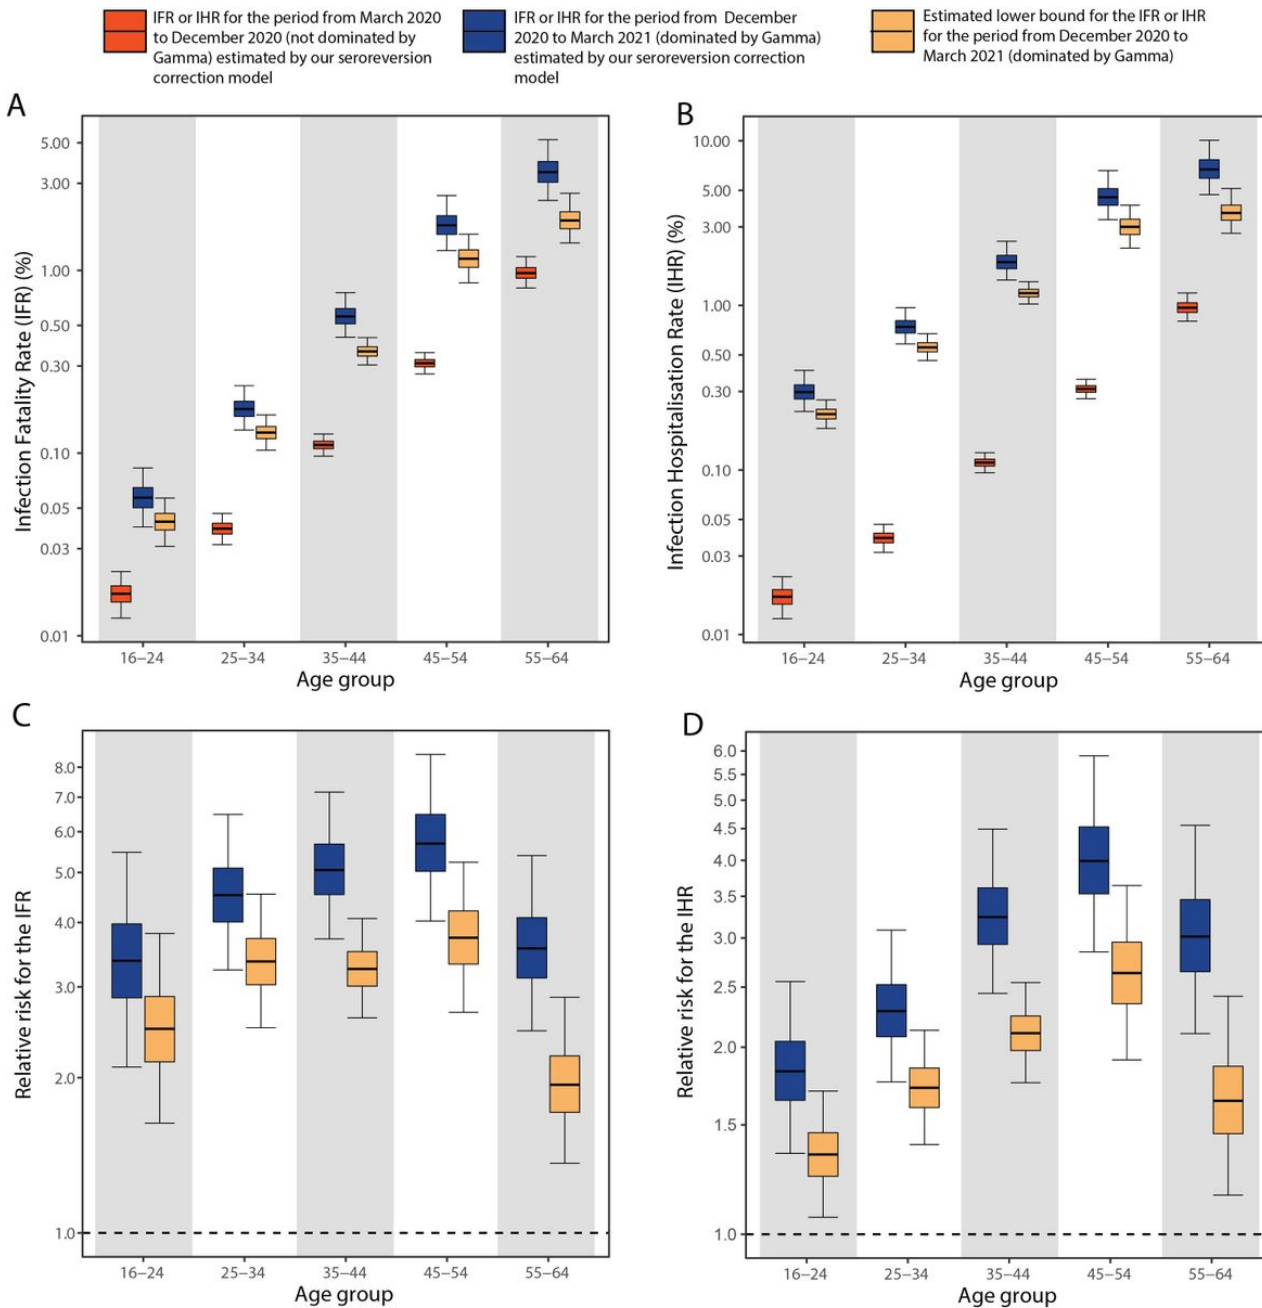 IFR or IHR for the period from March 2020
to December 2020 (not dominated by
Gamma) estimated by our seroreversion
correction model
IFR or IHR for the period from  December
2020 to March 2021 (dominated by Gamma)
estimated by our seroreversion correction
model
Estimated lower bound for the IFR or IHR
for the period from December 2020 to
March 2021 (dominated by Gamma)
A
Infection Fatality Rate (IFR) (%)
5.00
3.00
1.00
0.50
0.30
0.10
0.05
0.03
0.01
16–24
25–34
35–44
45–54
55–64
Age group
B
Infection Hospitalisation Rate (IHR) (%)
10.00
5.00
3.00
1.00
0.50
0.30
0.10
0.05
0.03
0.01
16–24
25–34
35–44
45–54
55–64
Age group
C
Relative risk for the IFR
8.0
7.0
6.0
5.0
4.0
3.0
2.0
1.0
16–24
25–34
35–44
45–54
55–64
Age group
D
Relative risk for the IHR
6.0
5.5
5.0
4.5
4.0
3.5
3.0
2.5
2.0
1.5
1.0
16–24
25–34
35–44
45–54
55–64
Age group